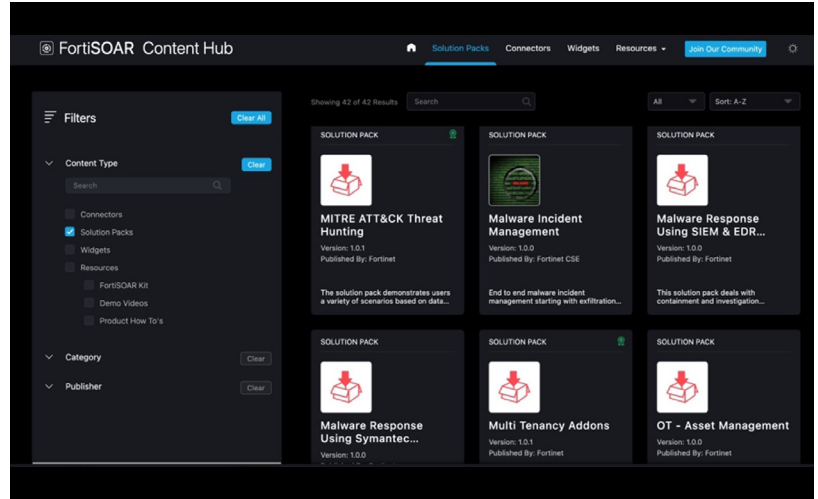 FortiSOAR Content Hub
Solution Packs
Connectors
Widgets
Resources
Join Our Community
Filters
Clear All
Content Type
Clear
Search
Connectors
Solution Packs
Widgets
Resources
FortiSOAR Kit
Demo Videos
Product How To's
Category
Clear
Publisher
Clear
Showing 42 of 42 Results
Search
All
Sort: A-Z
SOLUTION PACK
MITRE ATT&CK Threat
Hunting
Version: 1.0.1
Published By: Fortinet
The solution pack demonstrates users
a variety of scenarios based on data...
SOLUTION PACK
Malware Incident
Management
Version: 1.0.0
Published By: Fortinet CSE
End to end malware incident
management starting with exfiltration...
SOLUTION PACK
Malware Response
Using SIEM & EDR...
Version: 1.0.0
Published By: Fortinet
This solution pack deals with
containment and investigation...
SOLUTION PACK
Malware Response
Using Symantec...
Version: 1.0.0
SOLUTION PACK
Multi Tenancy Addons
Version: 1.0.1
Published By: Fortinet
SOLUTION PACK
OT - Asset Management
Version: 1.0.0
Published By: Fortinet